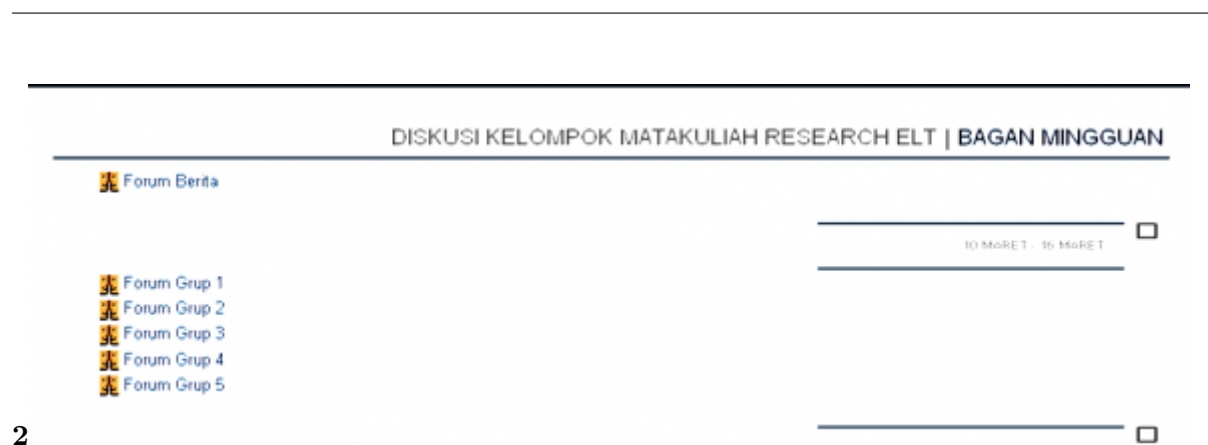 DISKUSI KELOMPOK MATAKULIAH RESEARCH ELT | BAGAN MINGGUAN
Forum Berita
10 MARET - 16 MARET
Forum Grup 1
Forum Grup 2
Forum Grup 3
Forum Grup 4
Forum Grup 5
2